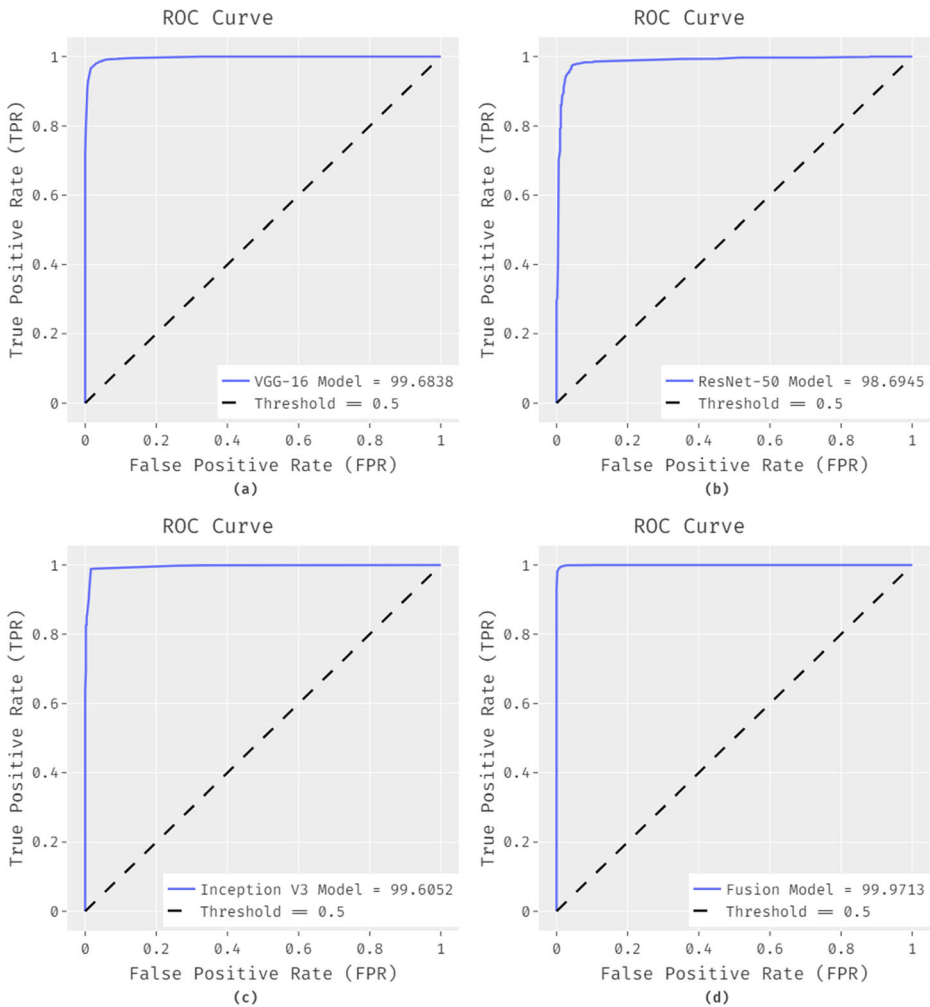 ROC Curve
1
0.8
0.6
0.4
0.2
0
True Positive Rate (TPR)
VGG-16 Model = 99.6838
Threshold == 0.5
0 0.2 0.4 0.6 0.8 1
False Positive Rate (FPR)
(a)
ROC Curve
1
0.8
0.6
0.4
0.2
0
True Positive Rate (TPR)
ResNet-50 Model = 98.6945
Threshold == 0.5
0 0.2 0.4 0.6 0.8 1
False Positive Rate (FPR)
(b)
ROC Curve
1
0.8
0.6
0.4
0.2
0
True Positive Rate (TPR)
Inception V3 Model = 99.6052
Threshold == 0.5
0 0.2 0.4 0.6 0.8 1
False Positive Rate (FPR)
(c)
ROC Curve
1
0.8
0.6
0.4
0.2
0
True Positive Rate (TPR)
Fusion Model = 99.9713
Threshold == 0.5
0 0.2 0.4 0.6 0.8 1
False Positive Rate (FPR)
(d)